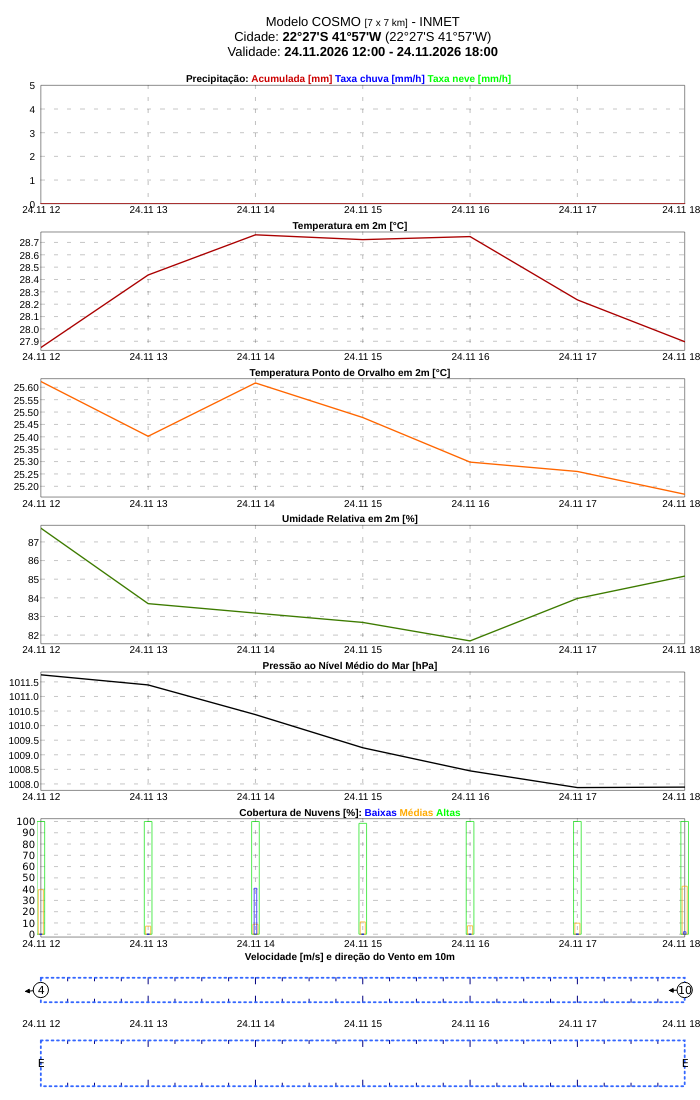 Modelo COSMO [7 x 7 km] - INMET
Cidade: 22°27'S 41°57'W (22°27'S 41°57'W)
Validade: 24.11.2026 12:00 - 24.11.2026 18:00
Precipitação: Acumulada [mm] Taxa chuva [mm/h] Taxa neve [mm/h]
5
4
3
2
1
0
24.11 12 24.11 13 24.11 14 24.11 15 24.11 16 24.11 17 24.11 18
Temperatura em 2m [°C]
28.7
28.6
28.5
28.4
28.3
28.2
28.1
28.0
27.9
24.11 12 24.11 13 24.11 14 24.11 15 24.11 16 24.11 17 24.11 18
Temperatura Ponto de Orvalho em 2m [°C]
25.60
25.55
25.50
25.45
25.40
25.35
25.30
25.25
25.20
24.11 12 24.11 13 24.11 14 24.11 15 24.11 16 24.11 17 24.11 18
Umidade Relativa em 2m [%]
87
86
85
84
83
82
24.11 12 24.11 13 24.11 14 24.11 15 24.11 16 24.11 17 24.11 18
Pressão ao Nível Médio do Mar [hPa]
1011.5
1011.0
1010.5
1010.0
1009.5
1009.0
1008.5
1008.0
24.11 12 24.11 13 24.11 14 24.11 15 24.11 16 24.11 17 24.11 18
Cobertura de Nuvens [%]: Baixas Médias Altas
100
90
80
70
60
50
40
30
20
10
0
24.11 12 24.11 13 24.11 14 24.11 15 24.11 16 24.11 17 24.11 18
Velocidade [m/s] e direção do Vento em 10m
4 10
24.11 12 24.11 13 24.11 14 24.11 15 24.11 16 24.11 17 24.11 18
E E